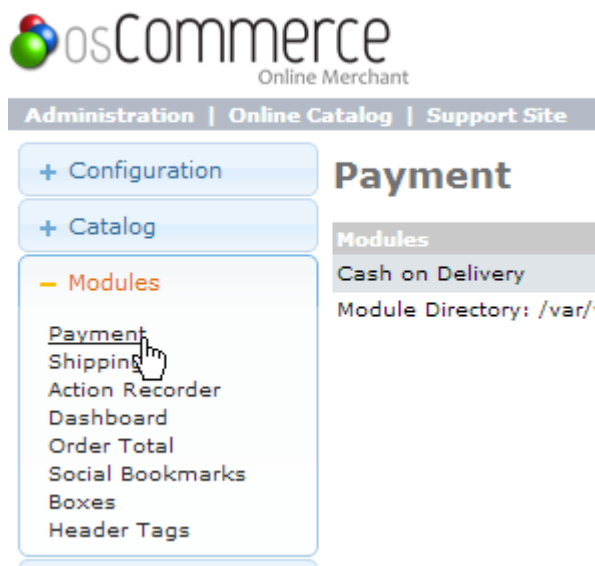 osCommerce
Online Merchant
Administration | Online Catalog | Support Site
+ Configuration
+ Catalog
− Modules
Payment
Shipping
Action Recorder
Dashboard
Order Total
Social Bookmarks
Boxes
Header Tags
Payment
Modules
Cash on Delivery
Module Directory: /var/